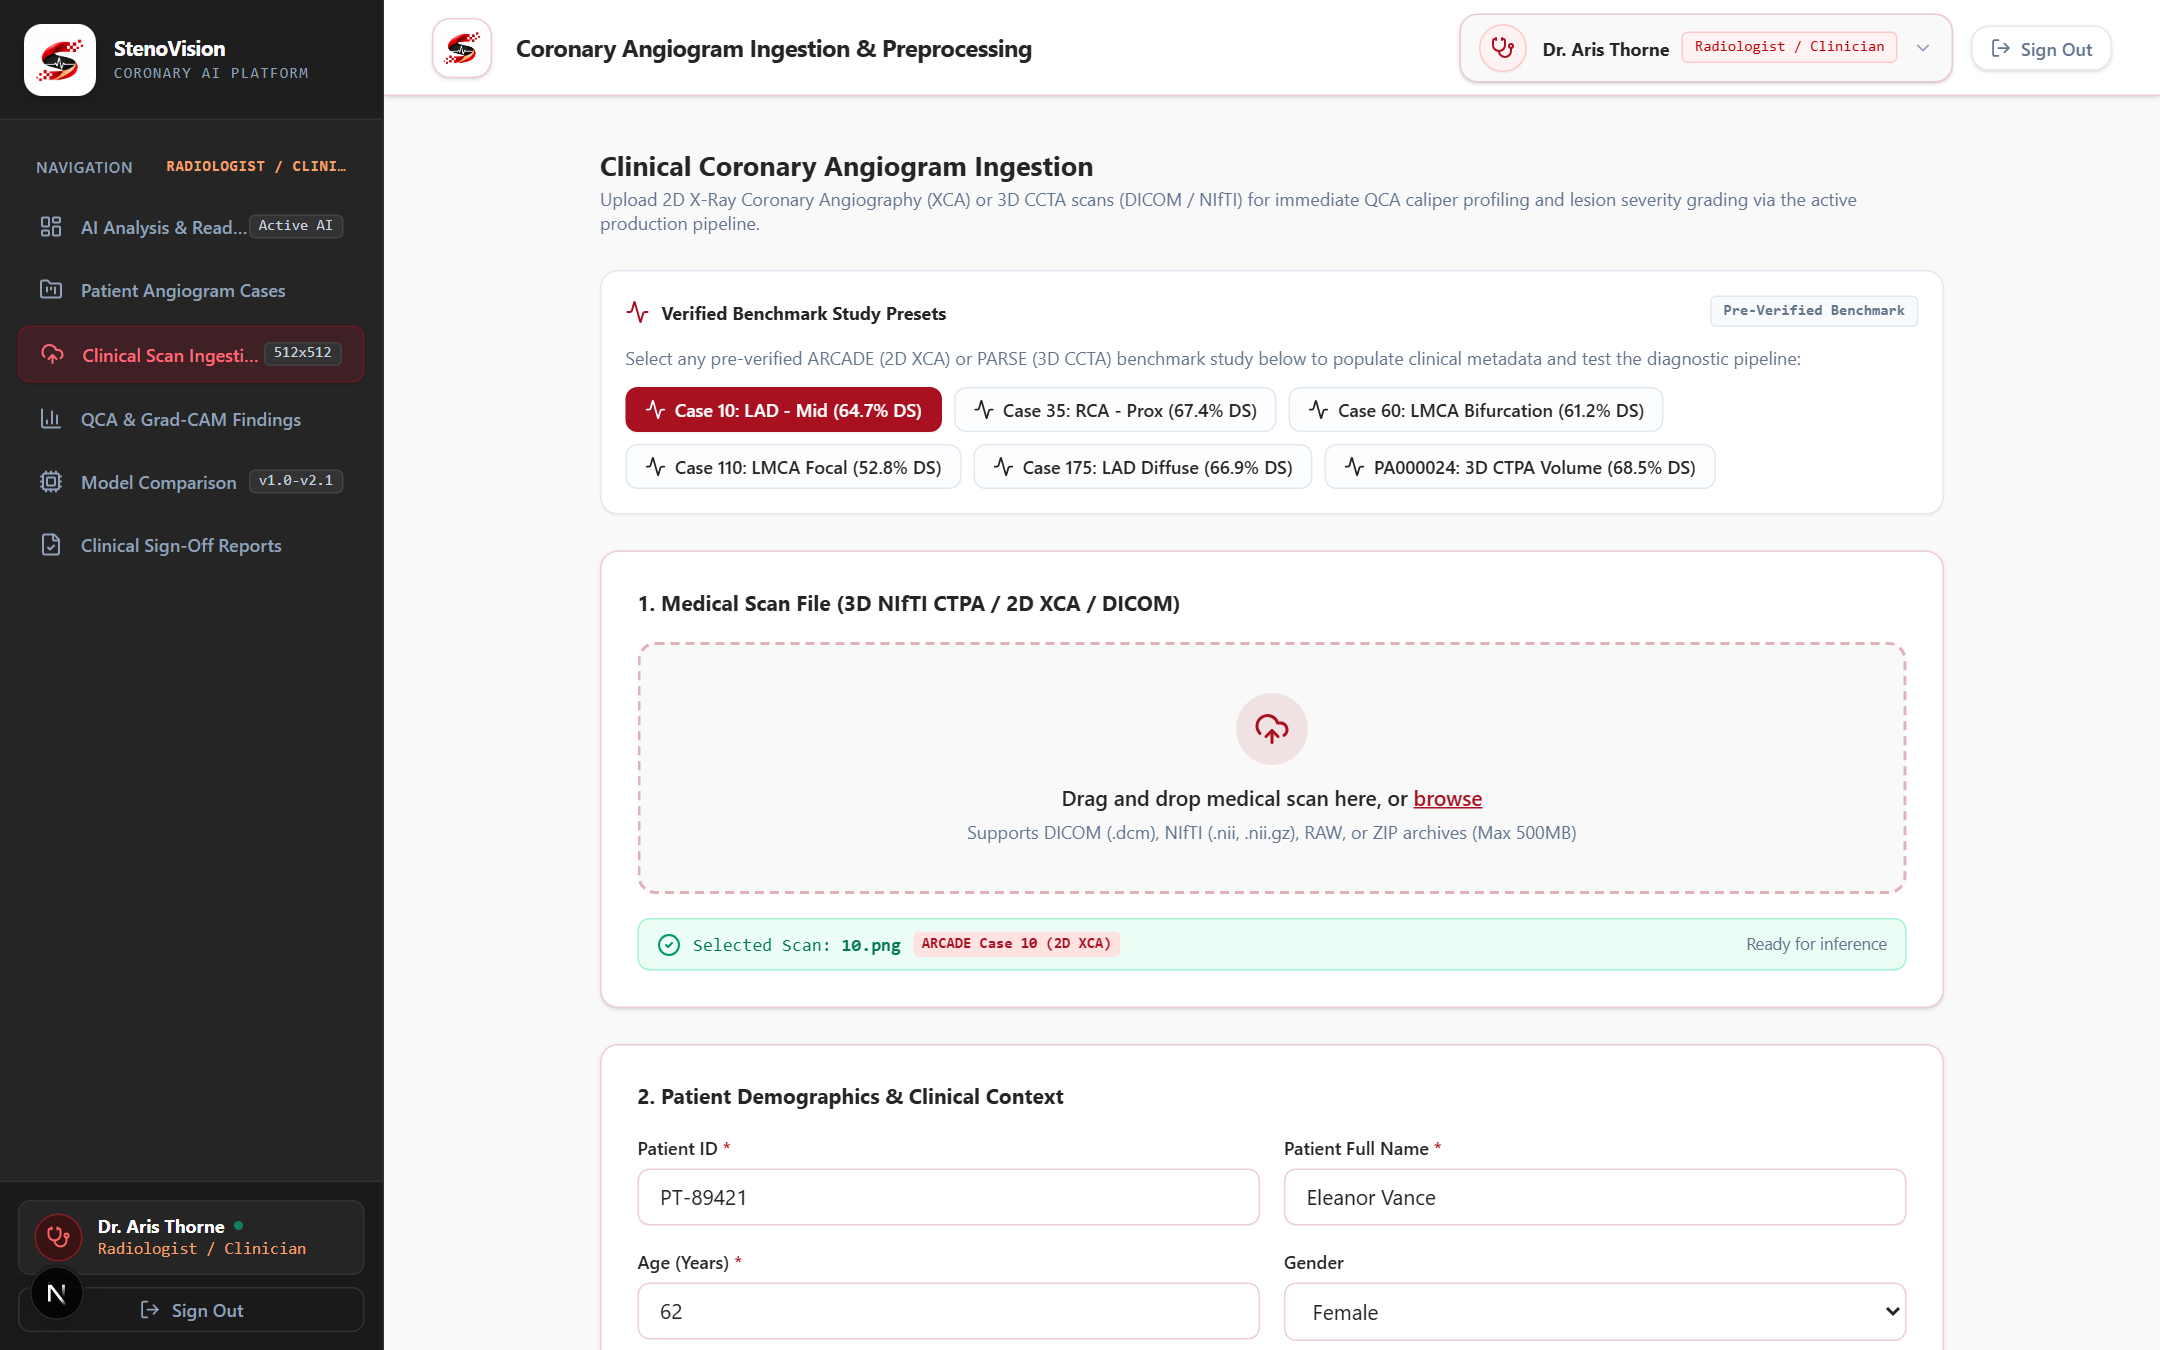 StenoVision
CORONARY AI PLATFORM
NAVIGATION RADIOLOGIST / CLINI...
AI Analysis & Read... Active AI
Patient Angiogram Cases
Clinical Scan Ingesti... 512x512
QCA & Grad-CAM Findings
Model Comparison v1.0-v2.1
Clinical Sign-Off Reports
Dr. Aris Thorne
Radiologist / Clinician
N
Sign Out
Coronary Angiogram Ingestion & Preprocessing
Dr. Aris Thorne Radiologist / Clinician
Sign Out
Clinical Coronary Angiogram Ingestion
Upload 2D X-Ray Coronary Angiography (XCA) or 3D CCTA scans (DICOM / NIfTI) for immediate QCA caliper profiling and lesion severity grading via the active
production pipeline.
Verified Benchmark Study Presets
Pre-Verified Benchmark
Select any pre-verified ARCADE (2D XCA) or PARSE (3D CCTA) benchmark study below to populate clinical metadata and test the diagnostic pipeline:
Case 10: LAD - Mid (64.7% DS) Case 35: RCA - Prox (67.4% DS) Case 60: LMCA Bifurcation (61.2% DS)
Case 110: LMCA Focal (52.8% DS) Case 175: LAD Diffuse (66.9% DS) PA000024: 3D CTPA Volume (68.5% DS)
1. Medical Scan File (3D NIfTI CTPA / 2D XCA / DICOM)
Drag and drop medical scan here, or browse
Supports DICOM (.dcm), NIfTI (.nii, .nii.gz), RAW, or ZIP archives (Max 500MB)
Selected Scan: 10.png ARCADE Case 10 (2D XCA) Ready for inference
2. Patient Demographics & Clinical Context
Patient ID * Patient Full Name *
PT-89421 Eleanor Vance
Age (Years) * Gender
62 Female